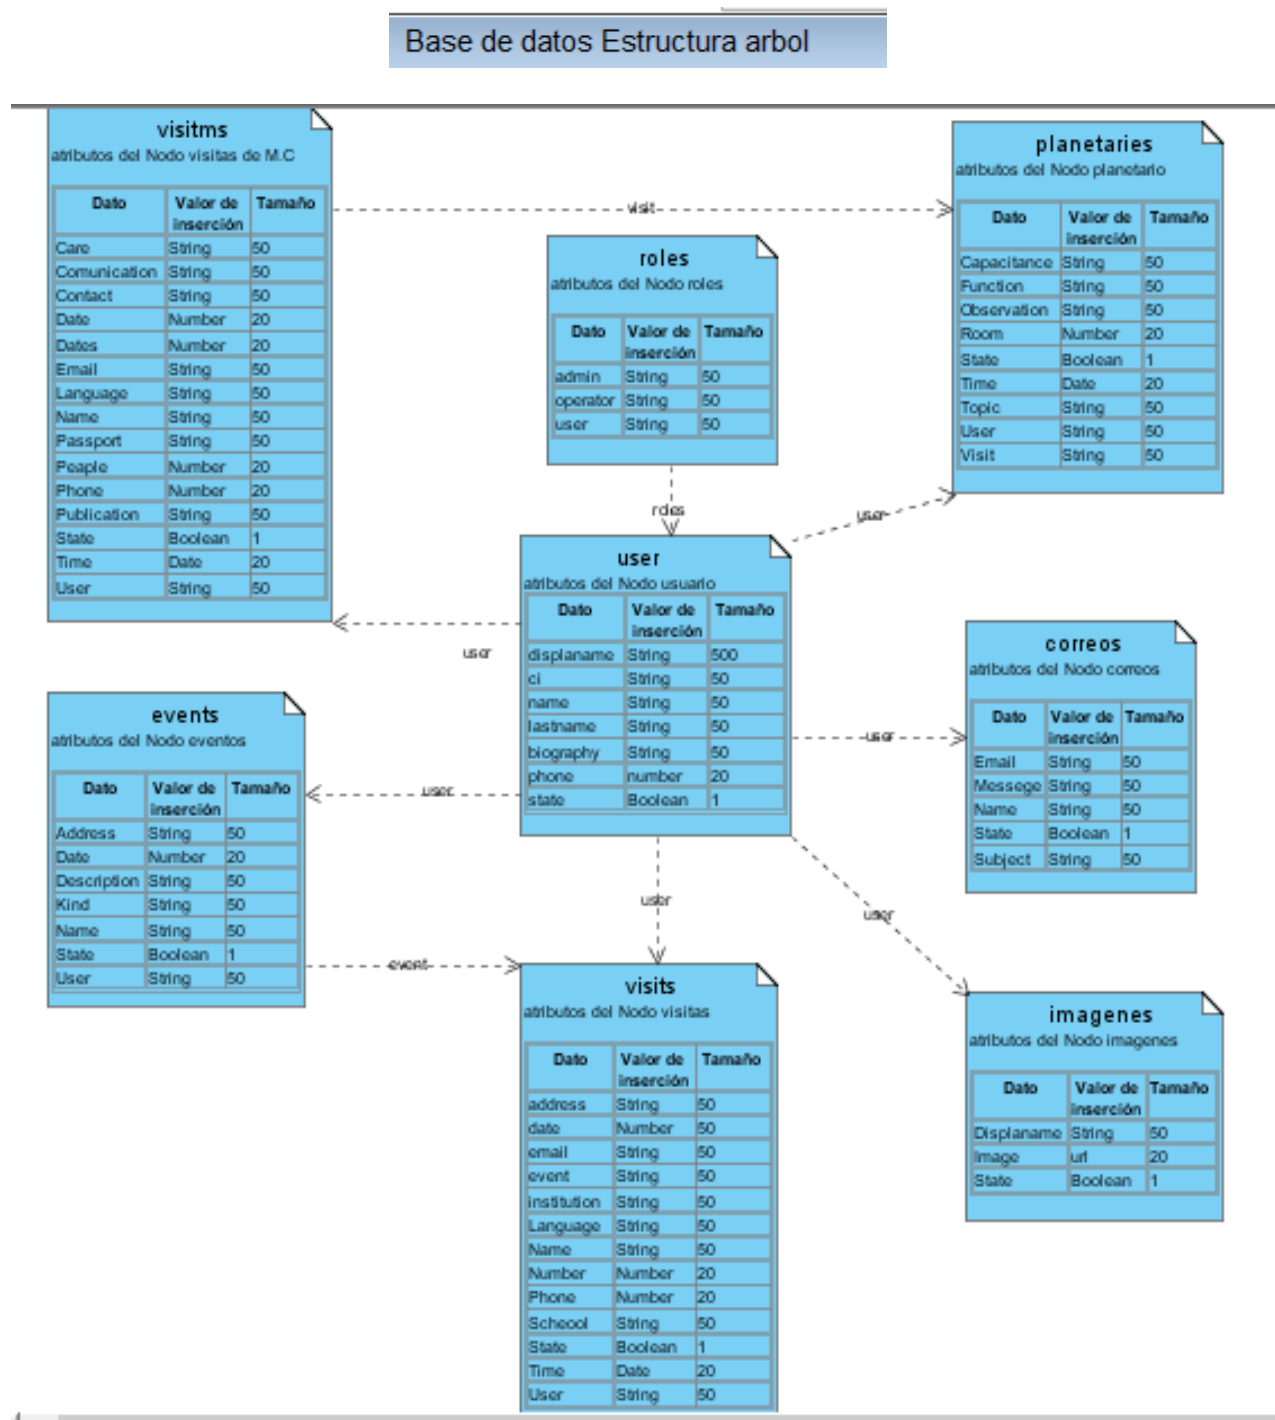 Base de datos Estructura arbol
visitms
atributos del Nodo visitas de M.C
Dato Valor de inserción Tamaño
Care String 50
Comunication String 50
Contact String 50
Date Number 20
Dates Number 20
Email String 50
Language String 50
Name String 50
Passport String 50
Peaple Number 20
Phone Number 20
Publication String 50
State Boolean 1
Time Date 20
User String 50
visit
planetaries
atributos del Nodo planetario
Dato Valor de inserción Tamaño
Capacitance String 50
Function String 50
Observation String 50
Room Number 20
State Boolean 1
Time Date 20
Topic String 50
User String 50
Visit String 50
roles
atributos del Nodo roles
Dato Valor de inserción Tamaño
admin String 50
operator String 50
user String 50
roles
user
user
atributos del Nodo usuario
Dato Valor de inserción Tamaño
displaname String 500
ci String 50
name String 50
lastname String 50
biography String 50
phone number 20
state Boolean 1
user
user
user
user
user
correos
atributos del Nodo correos
Dato Valor de inserción Tamaño
Email String 50
Messege String 50
Name String 50
State Boolean 1
Subject String 50
events
atributos del Nodo eventos
Dato Valor de inserción Tamaño
Address String 50
Date Number 20
Description String 50
Kind String 50
Name String 50
State Boolean 1
User String 50
event
visits
atributos del Nodo visitas
Dato Valor de inserción Tamaño
address String 50
date Number 50
email String 50
event String 50
institution String 50
Language String 50
Name String 50
Number Number 20
Phone Number 20
Scheool String 50
State Boolean 1
Time Date 20
User String 50
imagenes
atributos del Nodo imagenes
Dato Valor de inserción Tamaño
Displaname String 50
Image url 20
State Boolean 1